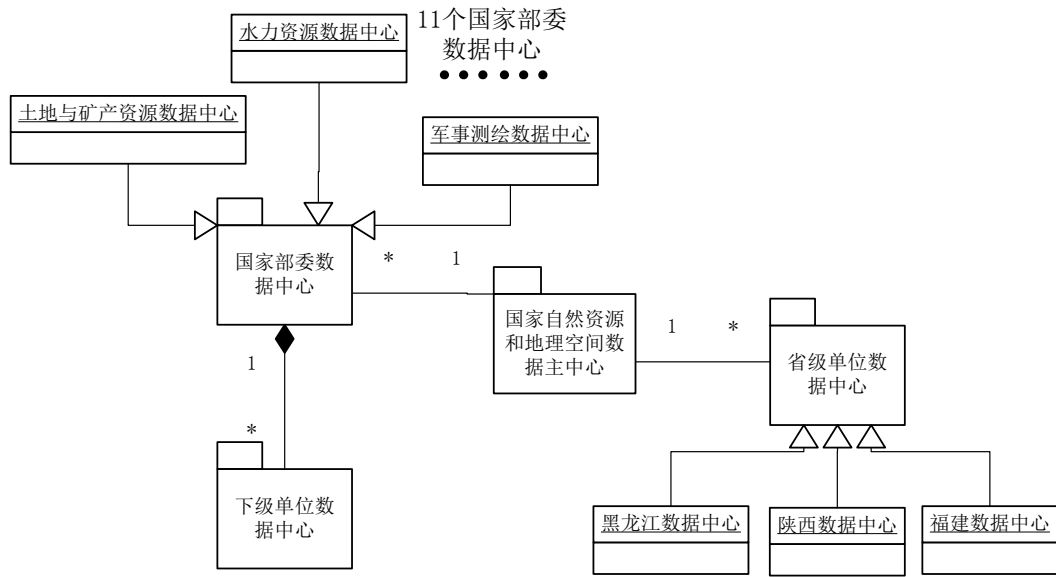 水力资源数据中心
11个国家部委
数据中心
土地与矿产资源数据中心
军事测绘数据中心
国家部委数
据中心
*
1
国家自然资源
和地理空间数
据主中心
1
*
省级单位数
据中心
1
*
下级单位数
据中心
黑龙江数据中心
陕西数据中心
福建数据中心